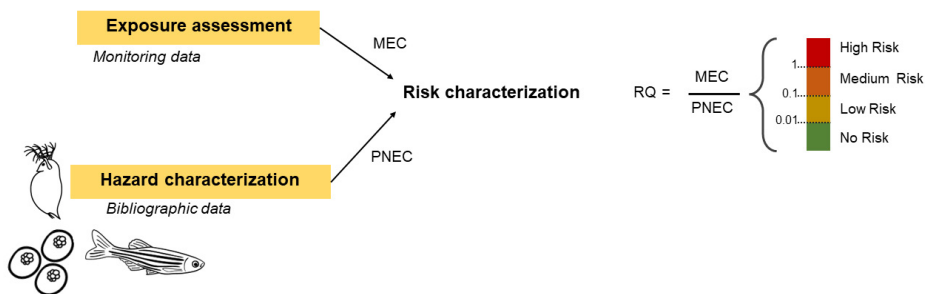 Exposure assessment
Monitoring data
MEC
Risk characterization
PNEC
Hazard characterization
Bibliographic data
RQ =
MEC
PNEC
1
0.1
0.01
High Risk
Medium Risk
Low Risk
No Risk